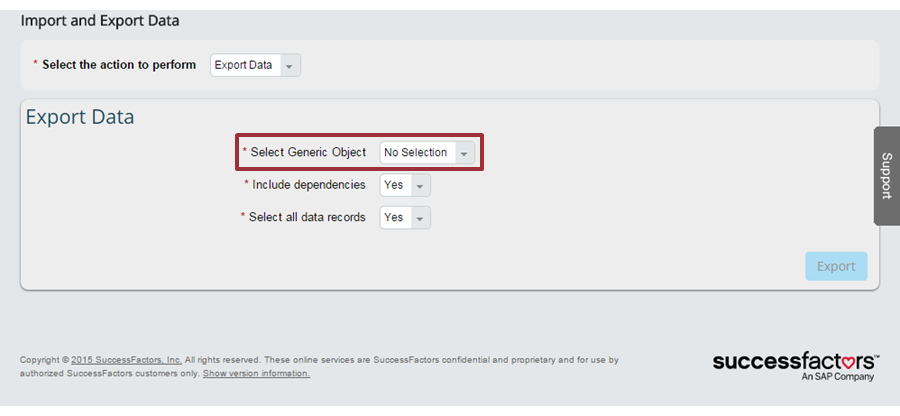 Import and Export Data
* Select the action to perform Export Data
Export Data
* Select Generic Object No Selection
* Include dependencies Yes
* Select all data records Yes
Support
Export
Copyright © 2015 SuccessFactors, Inc. All rights reserved. These online services are SuccessFactors confidential and proprietary and for use by
authorized SuccessFactors customers only. Show version information.
successfactors™
An SAP Company